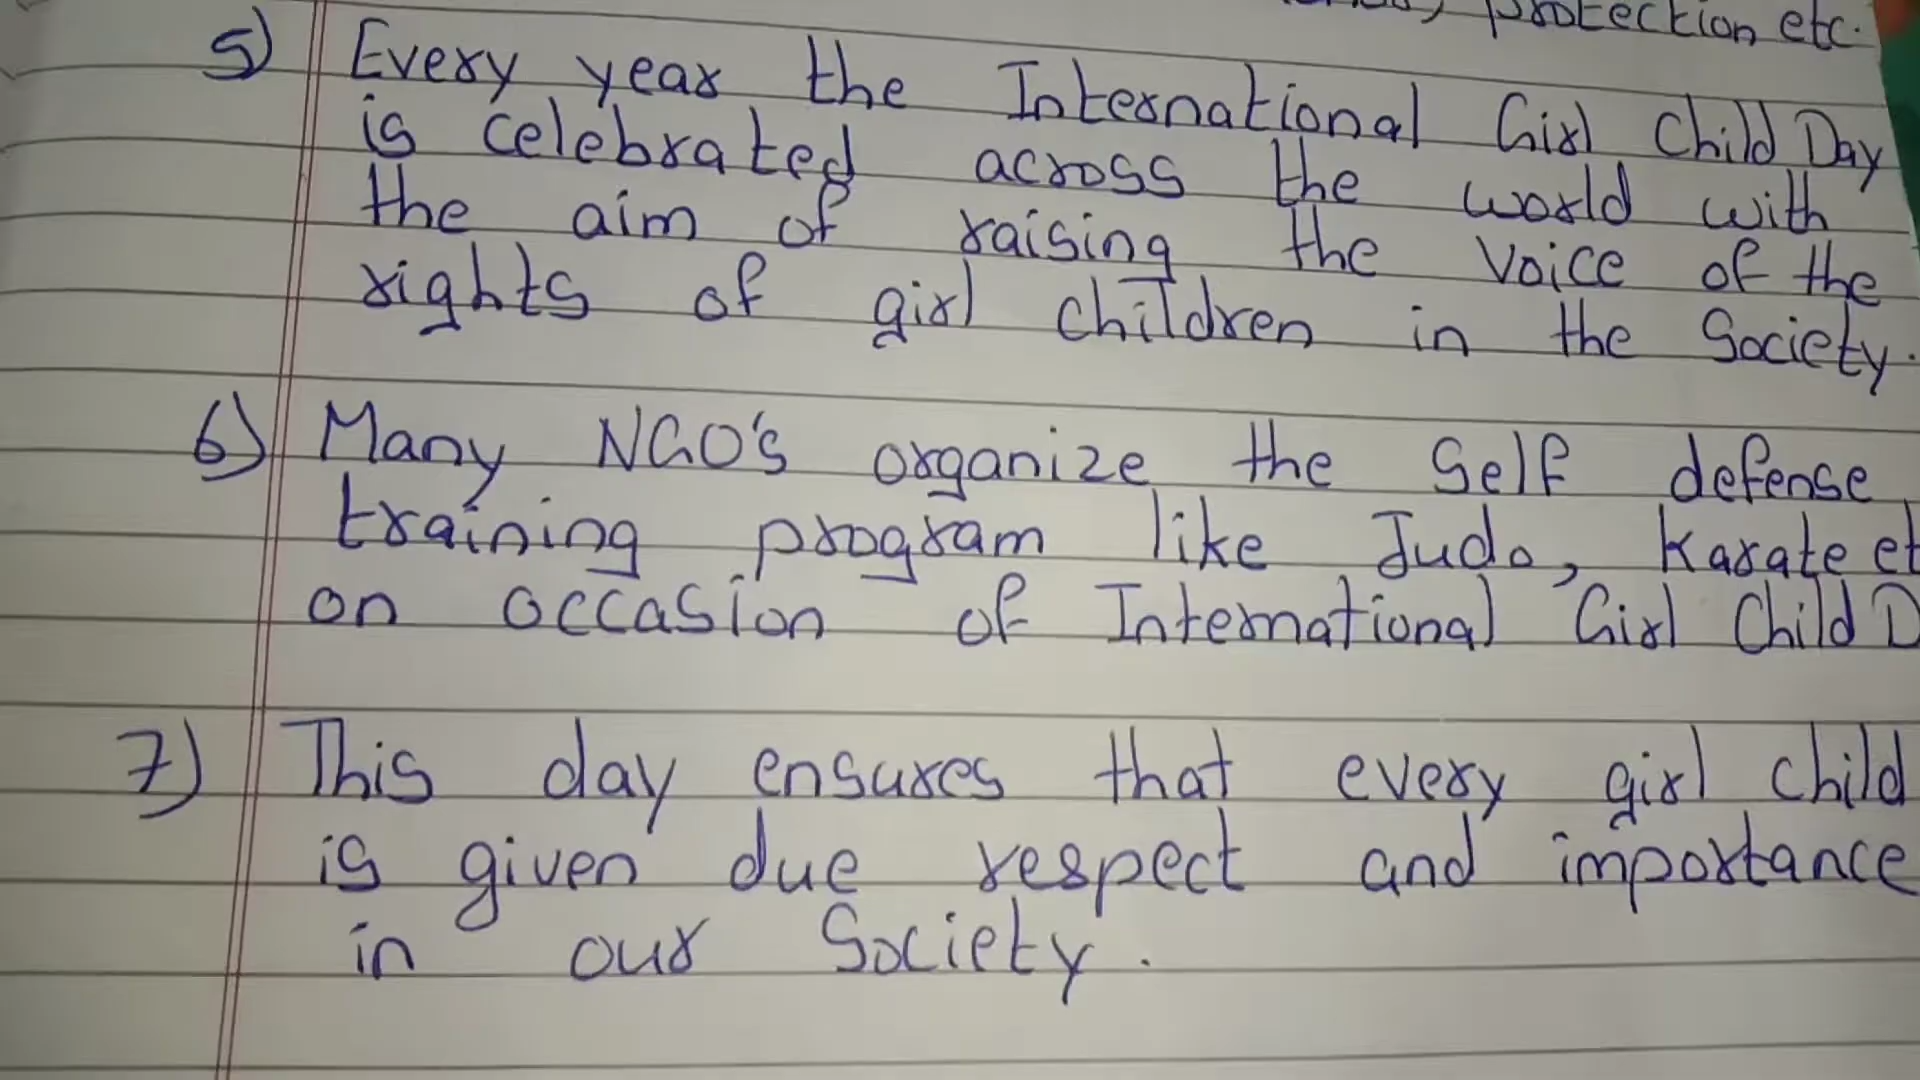 protection etc.
5) Every year the International Girl Child Day
is celebrated across the world with
the aim of raising the voice of the
rights of girl children in the Society.
6) Many NGO's organize the Self defense
training program like Judo, Karate et
on occasion of International Girl Child D
7) This day ensures that every girl child
is given due respect and importance
in our Society.